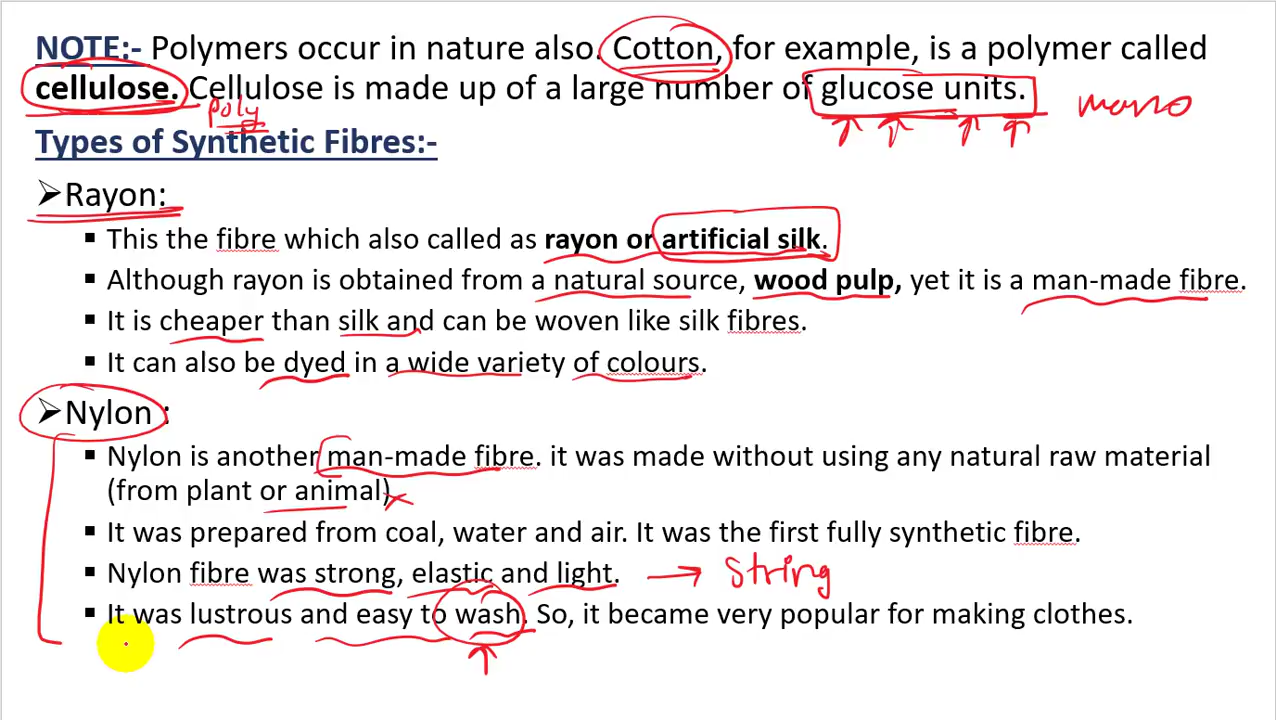 NOTE:- Polymers occur in nature also. Cotton, for example, is a polymer called
cellulose. Cellulose is made up of a large number of glucose units.
poly
mono
Types of Synthetic Fibres:-
➢Rayon:
▪ This the fibre which also called as rayon or artificial silk.
▪ Although rayon is obtained from a natural source, wood pulp, yet it is a man-made fibre.
▪ It is cheaper than silk and can be woven like silk fibres.
▪ It can also be dyed in a wide variety of colours.
➢Nylon :
▪ Nylon is another man-made fibre. it was made without using any natural raw material
(from plant or animal)
▪ It was prepared from coal, water and air. It was the first fully synthetic fibre.
▪ Nylon fibre was strong, elastic and light. → String
▪ It was lustrous and easy to wash. So, it became very popular for making clothes.